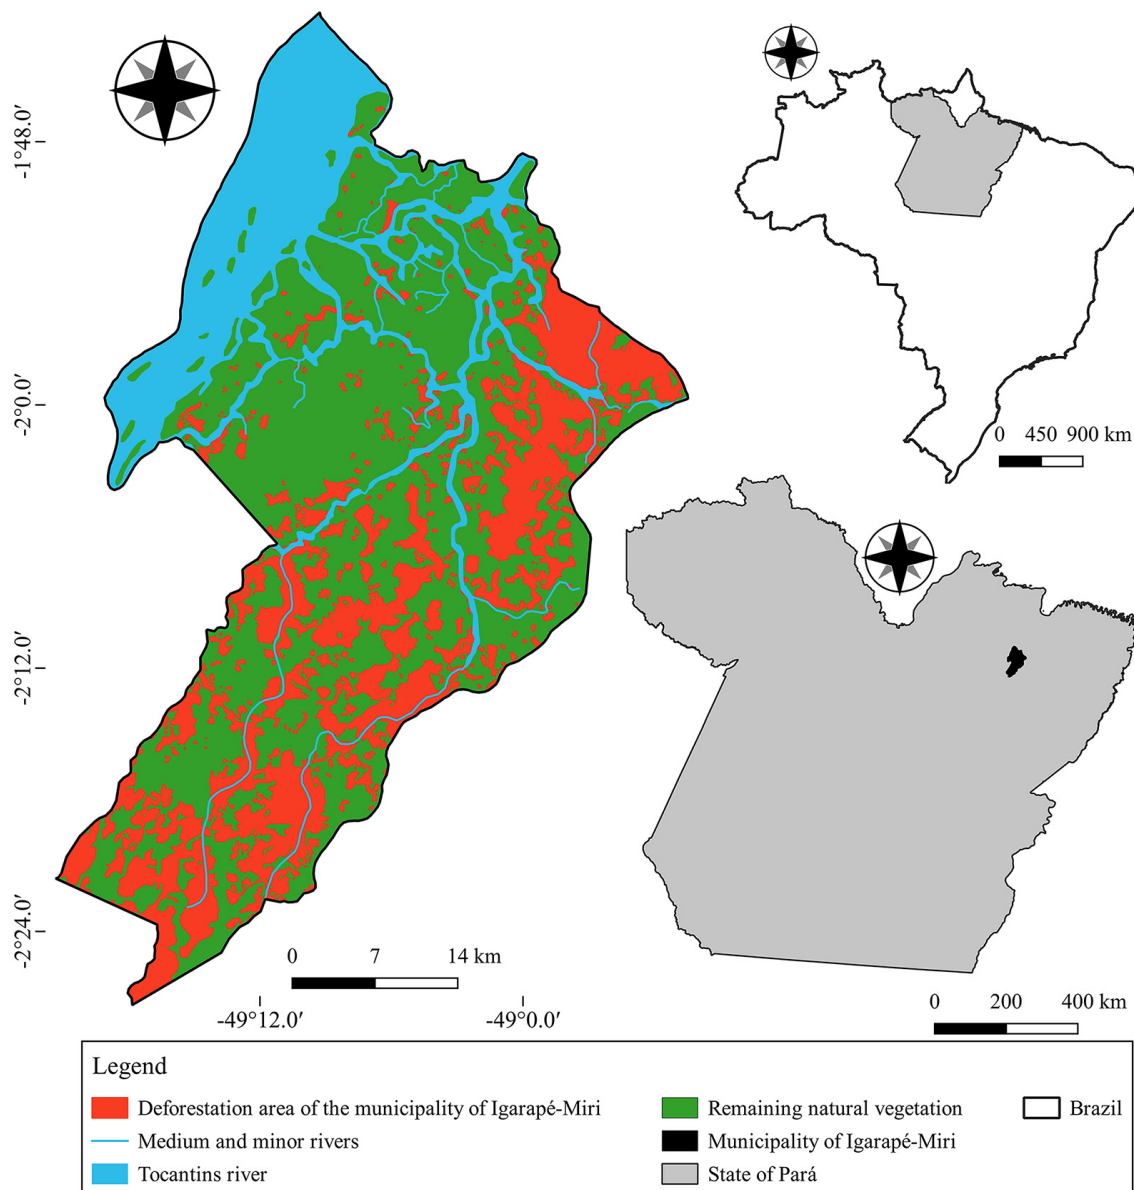 -1°48.0'
-2°0.0'
-2°12.0'
-2°24.0'
0 7 14 km
-49°12.0' -49°0.0'
0 450 900 km
0 200 400 km
Legend
Deforestation area of the municipality of Igarapé-Miri
Medium and minor rivers
Tocantins river
Remaining natural vegetation
Municipality of Igarapé-Miri
State of Pará
Brazil